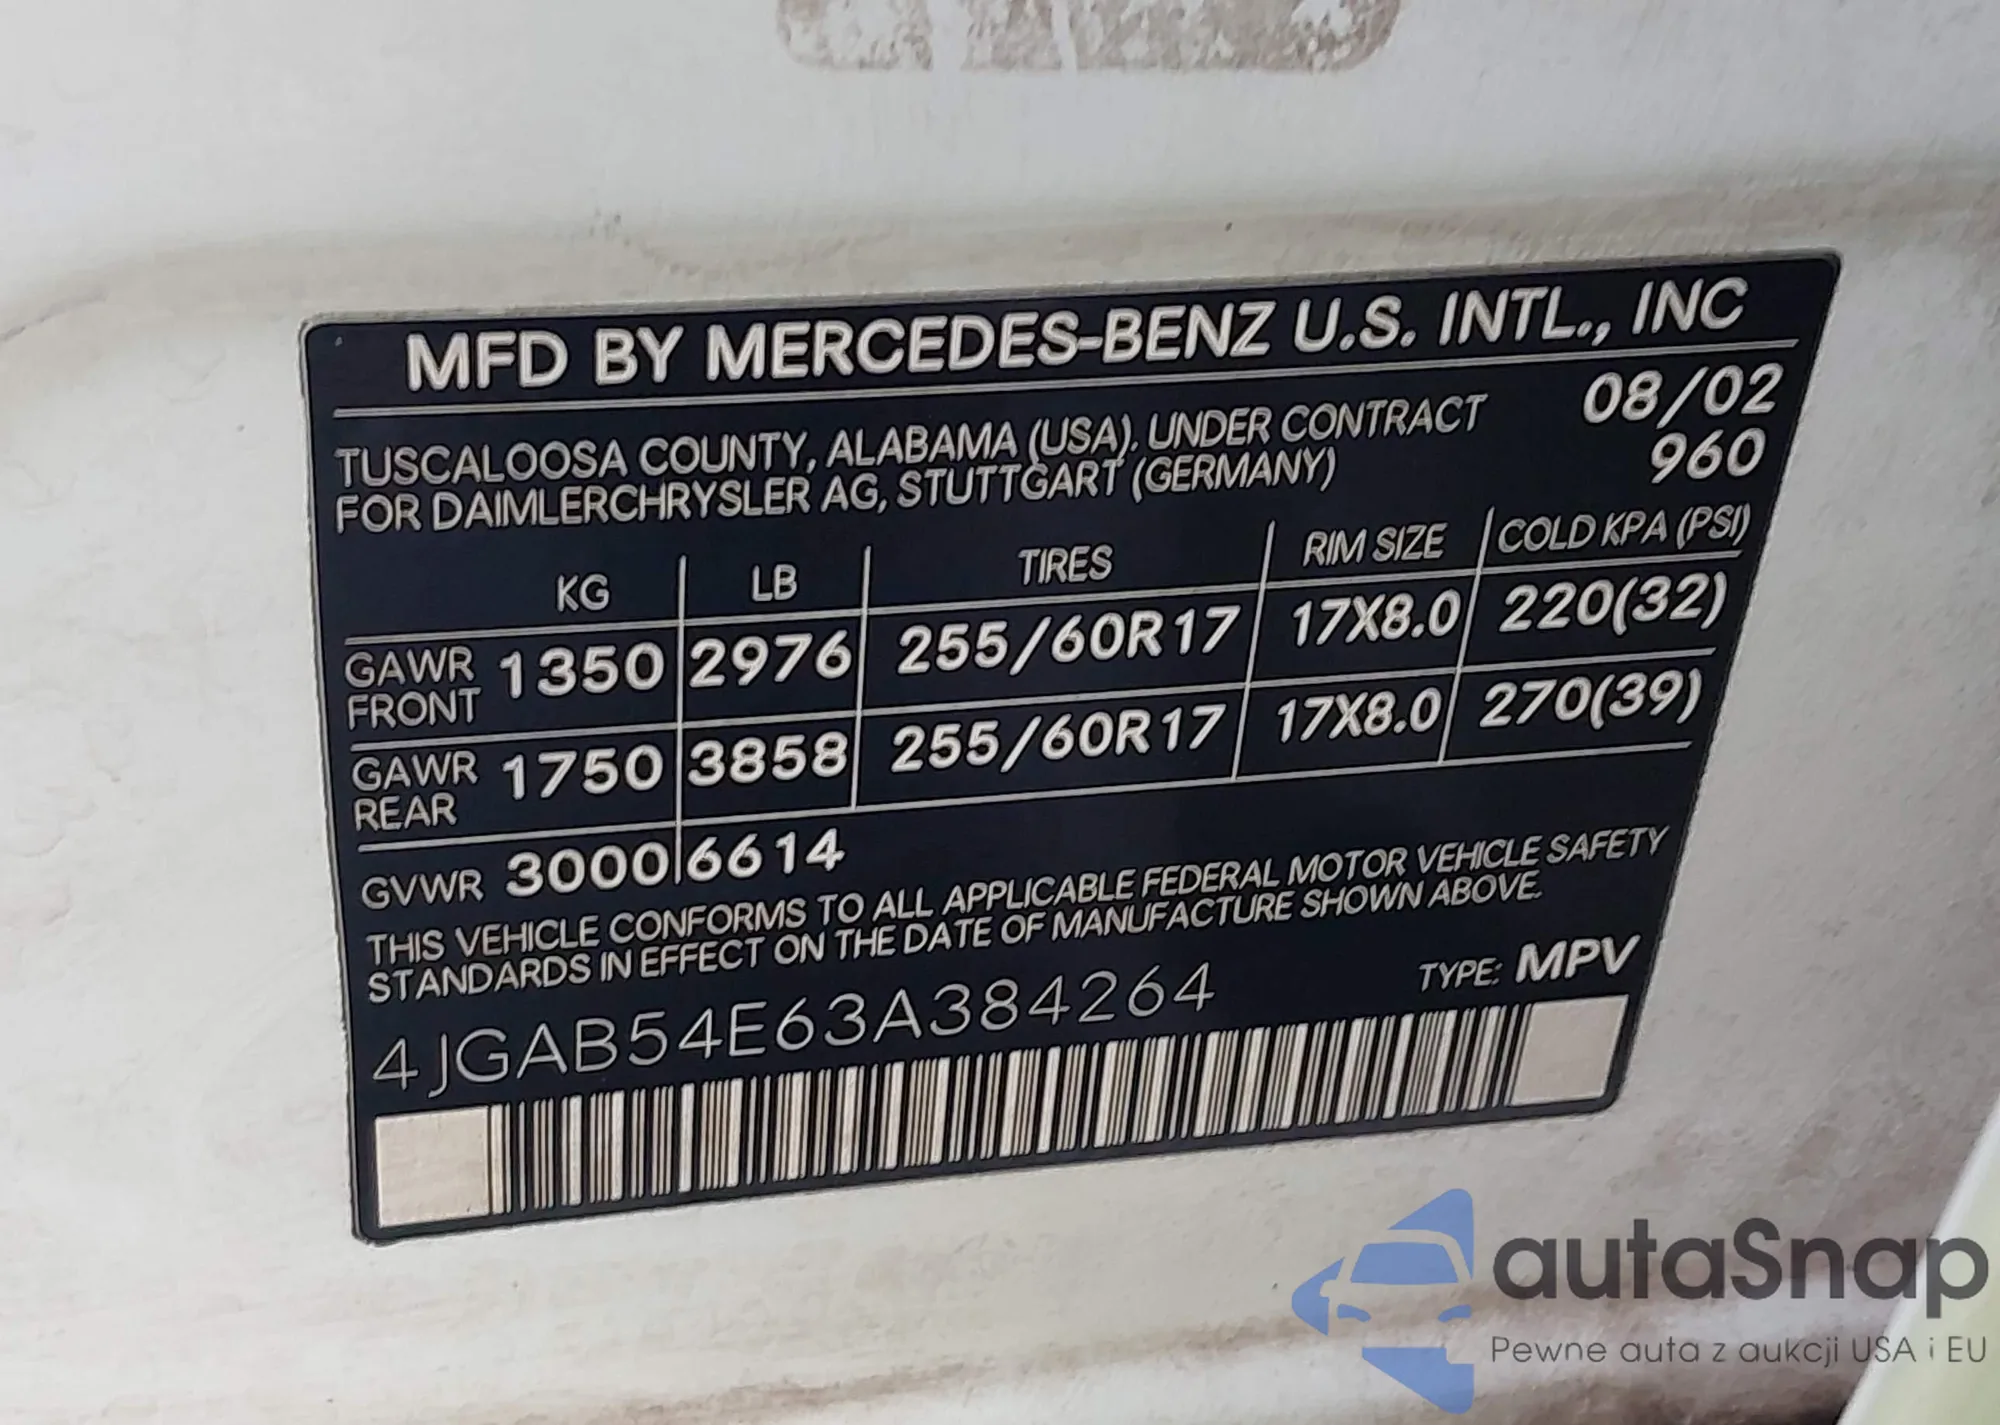 MFD BY MERCEDES-BENZ U.S. INTL., INC
TUSCALOOSA COUNTY, ALABAMA (USA), UNDER CONTRACT 08/02
FOR DAIMLERCHRYSLER AG, STUTTGART (GERMANY) 960
KG LB TIRES RIM SIZE COLD KPA (PSI)
GAWR FRONT 1350 2976 255/60R17 17X8.0 220(32)
GAWR REAR 1750 3858 255/60R17 17X8.0 270(39)
GVWR 3000 6614
THIS VEHICLE CONFORMS TO ALL APPLICABLE FEDERAL MOTOR VEHICLE SAFETY
STANDARDS IN EFFECT ON THE DATE OF MANUFACTURE SHOWN ABOVE.
4JGAB54E63A384264 TYPE: MPV
autaSnap
Pewne auta z aukcji USA i EU